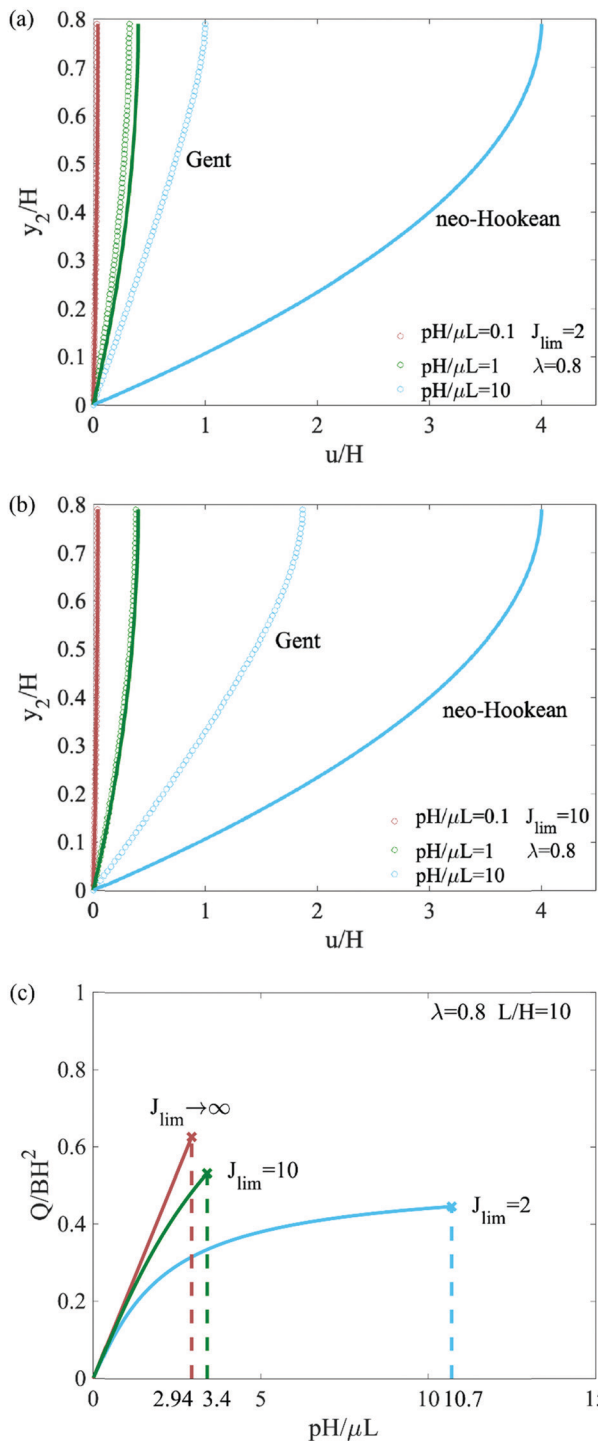 (a)
0.8
0.7
0.6
0.5
0.4
0.3
0.2
0.1
0
y₂/H
Gent
neo-Hookean
pH/μL=0.1 J_lim=2
pH/μL=1 λ=0.8
pH/μL=10
0 1 2 3 4
u/H
(b)
0.8
0.7
0.6
0.5
0.4
0.3
0.2
0.1
0
y₂/H
Gent
neo-Hookean
pH/μL=0.1 J_lim=10
pH/μL=1 λ=0.8
pH/μL=10
0 1 2 3 4
u/H
(c)
1
0.8
0.6
0.4
0.2
0
Q/BH²
λ=0.8 L/H=10
J_lim→∞
J_lim=10
J_lim=2
0 2.94 3.4 5 10 10.7 15
pH/μL